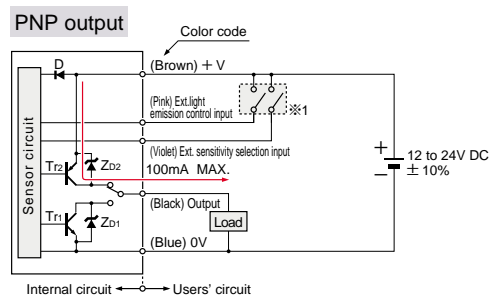 PNP output
Color code
D
(Brown) + V
(Pink) Ext.light
emission control input
※1
Sensor circuit
(Violet) Ext. sensitivity selection input
Tr2
ZD2
100mA MAX.
12 to 24V DC
± 10%
+
−
(Black) Output
Load
Tr1
ZD1
(Blue) 0V
Internal circuit
Users' circuit